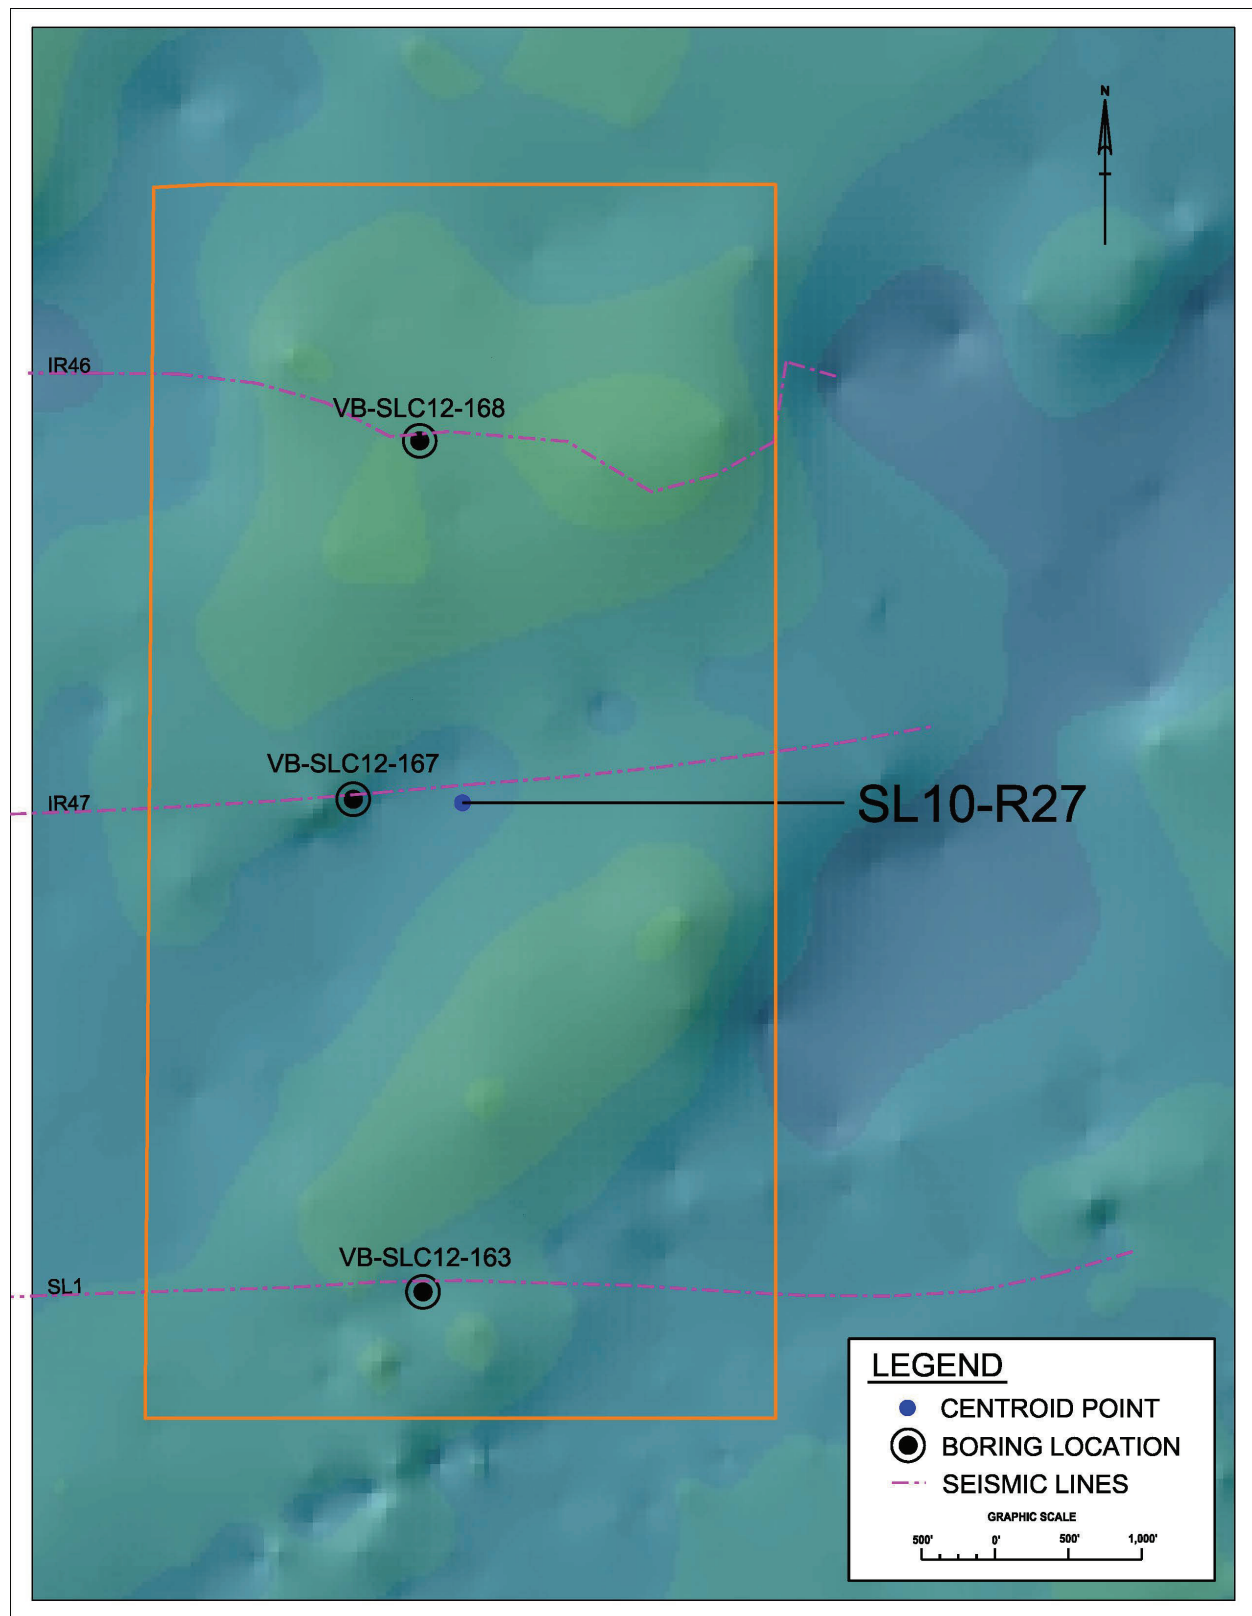 N
IR46
VB-SLC12-168
VB-SLC12-167
IR47
SL10-R27
VB-SLC12-163
SL1
LEGEND
CENTROID POINT
BORING LOCATION
SEISMIC LINES
GRAPHIC SCALE
500' 0' 500' 1,000'